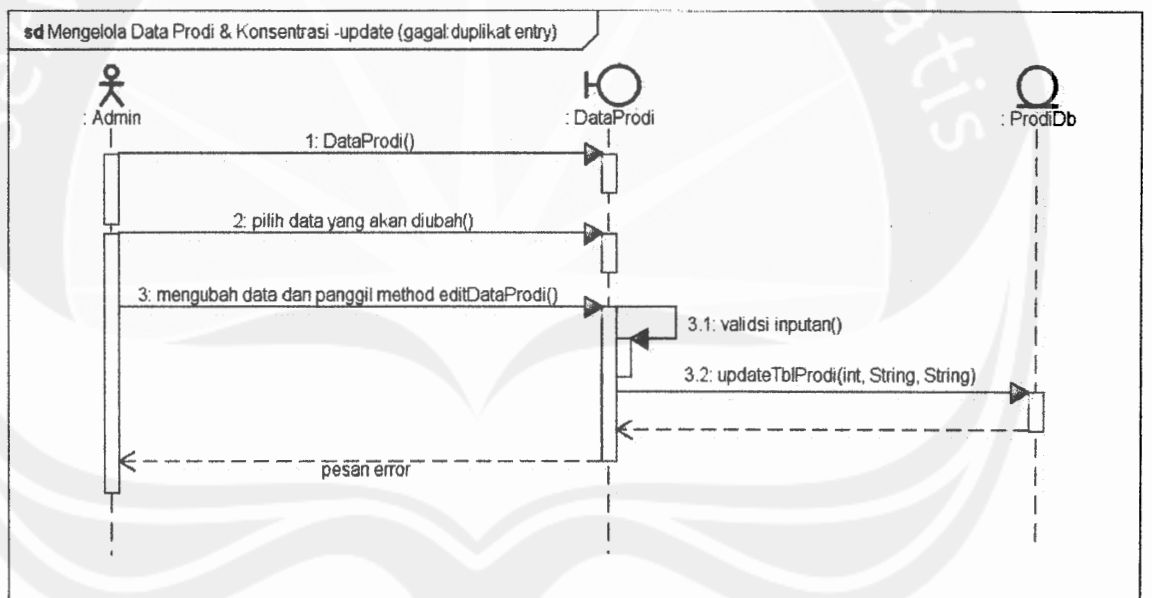 sd Mengelola Data Prodi & Konsentrasi -update (gagal:duplikat entry)
: Admin
: DataProdi
: ProdiDb
1: DataProdi()
2: pilih data yang akan diubah()
3: mengubah data dan panggil method editDataProdi()
3.1: validsi inputan()
3.2: updateTblProdi(int, String, String)
pesan error